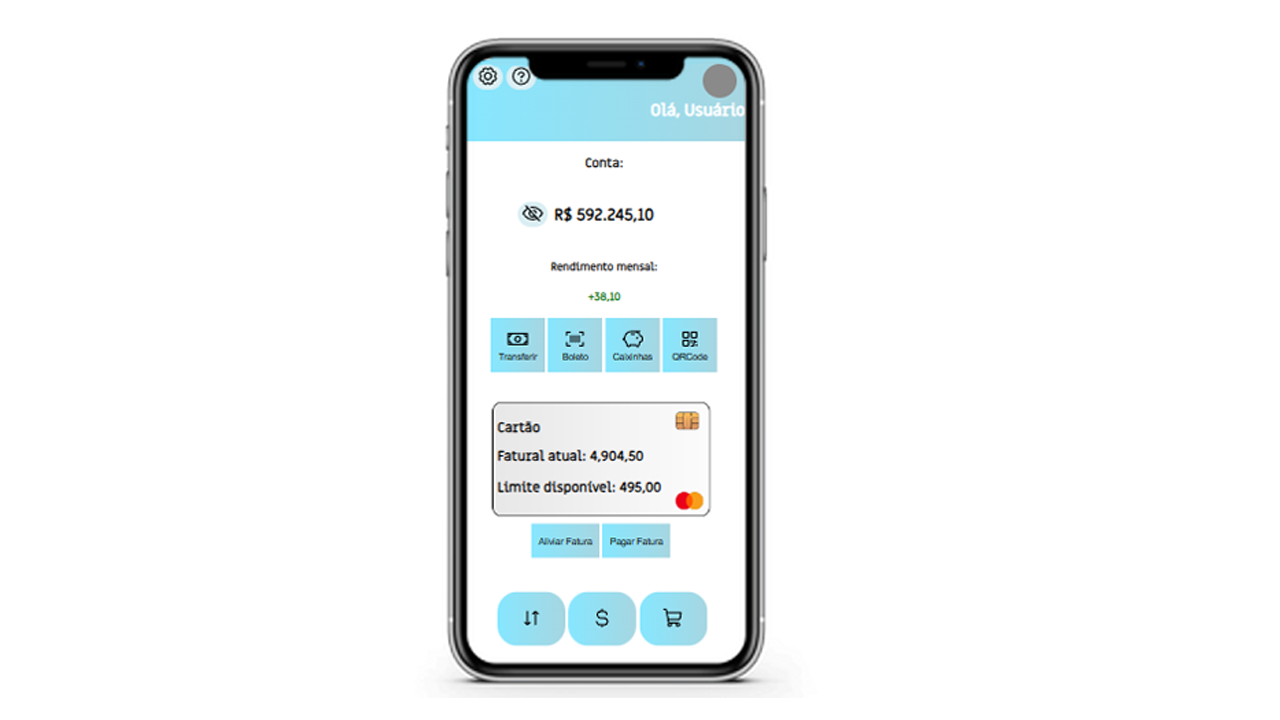 Olá, Usuário
Conta:
R$ 592.245,10
Rendimento mensal:
+38,10
Transferir Boleto Caixinhas QRCode
Cartão
Fatural atual: 4,904,50
Limite disponível: 495,00
Aliviar Fatura Pagar Fatura